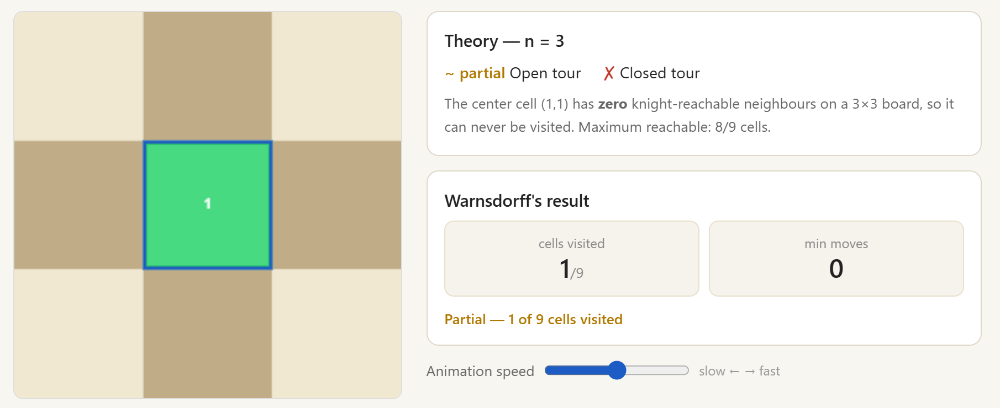 1
Theory — n = 3
~ partial Open tour ✗ Closed tour
The center cell (1,1) has zero knight-reachable neighbours on a 3×3 board, so it
can never be visited. Maximum reachable: 8/9 cells.
Warnsdorff's result
cells visited
1/9
min moves
0
Partial — 1 of 9 cells visited
Animation speed slow ← → fast